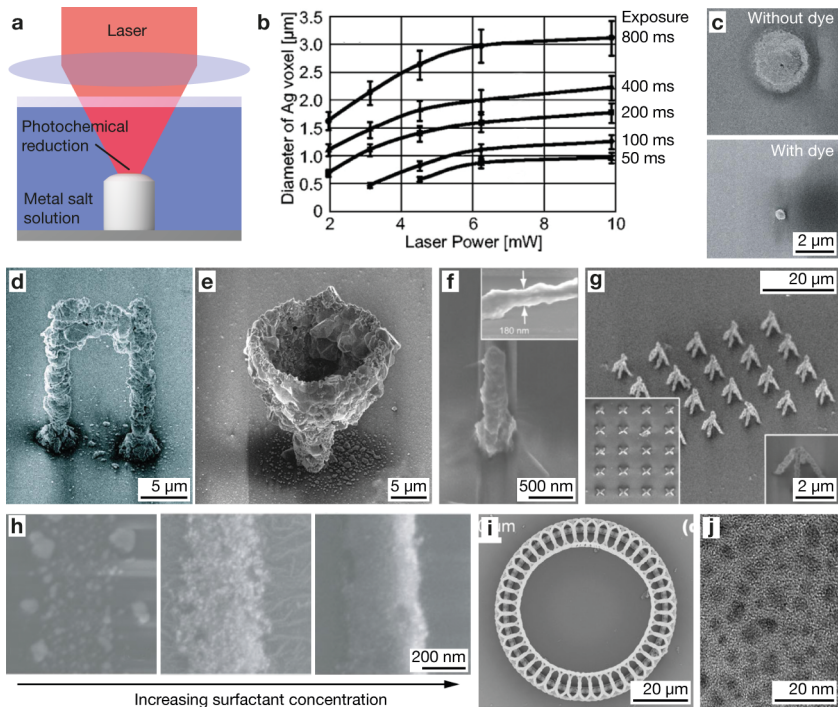 a
Laser
Photochemical
reduction
Metal salt
solution
b
Diameter of Ag voxel [µm]
3.5
3.0
2.5
2.0
1.5
1.0
0.5
0
2
4
6
8
10
Laser Power [mW]
Exposure
800 ms
400 ms
200 ms
100 ms
50 ms
c
Without dye
With dye
2 µm
d
5 µm
e
5 µm
f
180 nm
500 nm
g
20 µm
2 µm
h
200 nm
Increasing surfactant concentration
i
20 µm
j
20 nm